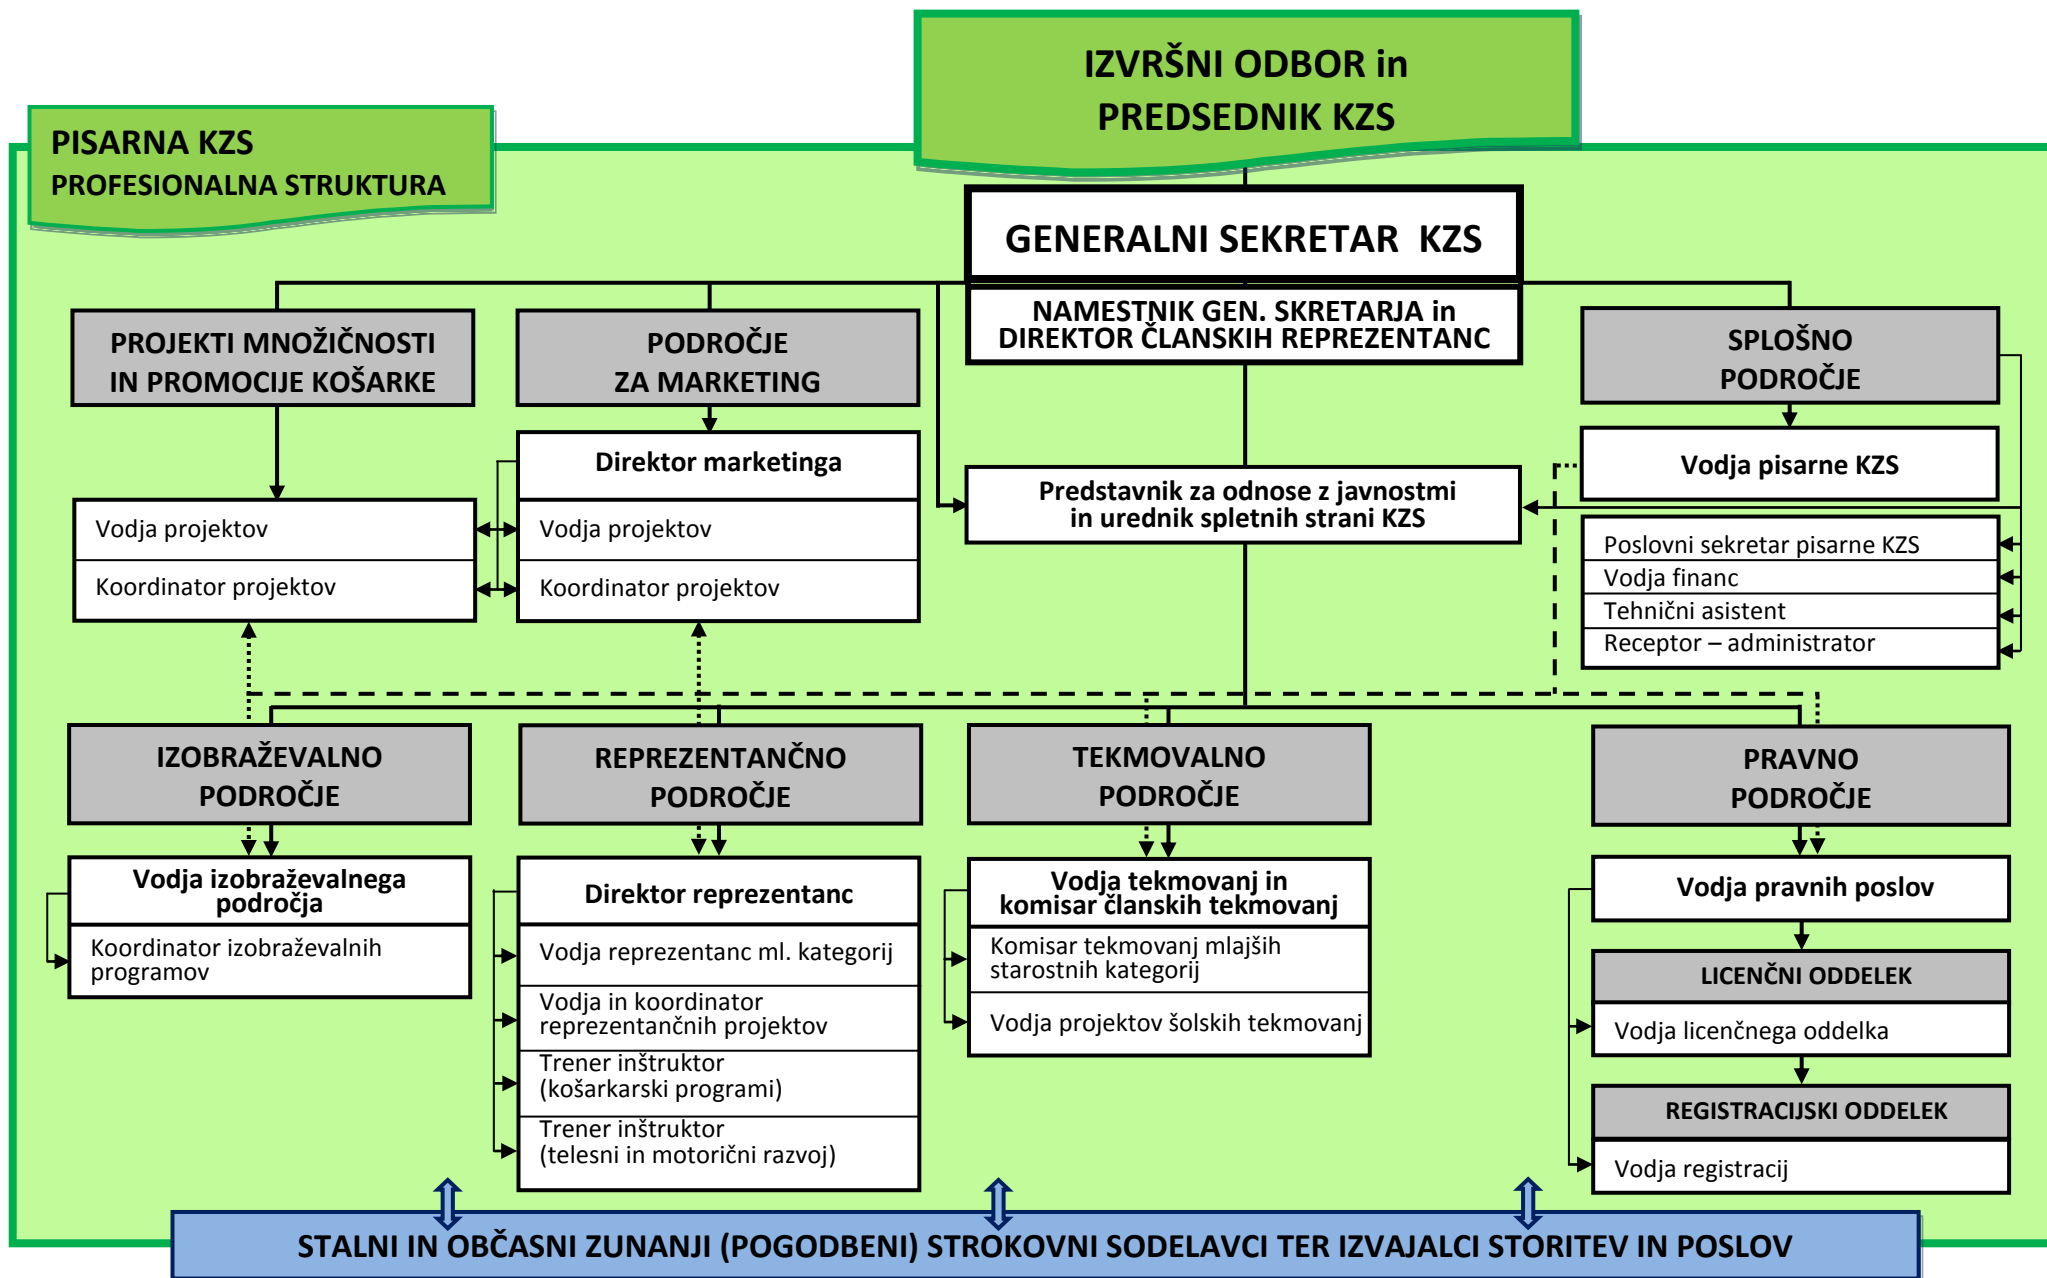 IZVRŠNI ODBOR in
PREDSEDNIK KZS
PISARNA KZS
PROFESIONALNA STRUKTURA
GENERALNI SEKRETAR KZS
NAMESTNIK GEN. SKRETARJA in
DIREKTOR ČLANSKIH REPREZENTANC
PROJEKTI MNOŽIČNOSTI
IN PROMOCIJE KOŠARKE
Vodja projektov
Koordinator projektov
PODROČJE
ZA MARKETING
Direktor marketinga
Vodja projektov
Koordinator projektov
Predstavnik za odnose z javnostmi
in urednik spletnih strani KZS
SPLOŠNO
PODROČJE
Vodja pisarne KZS
Poslovni sekretar pisarne KZS
Vodja financ
Tehnični asistent
Receptor – administrator
IZOBRAŽEVALNO
PODROČJE
Vodja izobraževalnega
področja
Koordinator izobraževalnih
programov
REPREZENTANČNO
PODROČJE
Direktor reprezentanc
Vodja reprezentanc ml. kategorij
Vodja in koordinator
reprezentančnih projektov
Trener inštruktor
(košarkarski programi)
Trener inštruktor
(telesni in motorični razvoj)
TEKMOVALNO
PODROČJE
Vodja tekmovanj in
komisar članskih tekmovanj
Komisar tekmovanj mlajših
starostnih kategorij
Vodja projektov šolskih tekmovanj
PRAVNO
PODROČJE
Vodja pravnih poslov
LICENČNI ODDELEK
Vodja licenčnega oddelka
REGISTRACIJSKI ODDELEK
Vodja registracij
STALNI IN OBČASNI ZUNANJI (POGODBENI) STROKOVNI SODELAVCI TER IZVAJALCI STORITEV IN POSLOV